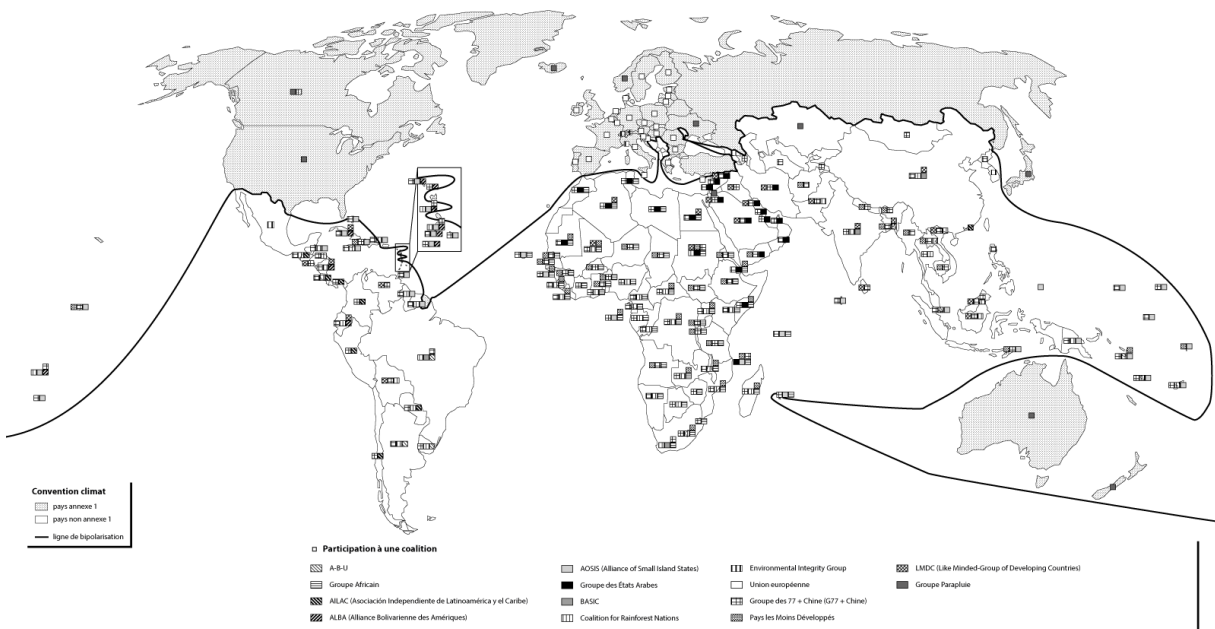 Convention climat
pays annexe 1
pays non annexe 1
ligne de bipolarisation
Participation à une coalition
A-B-U
Groupe Africain
AILAC (Asociación Independiente de Latinoamérica y el Caribe)
ALBA (Alliance Bolivarienne des Amériques)
AOSIS (Alliance of Small Island States)
Groupe des États Arabes
BASIC
Coalition for Rainforest Nations
Environmental Integrity Group
Union européenne
Groupe des 77 + Chine (G77 + Chine)
Pays les Moins Développés
LMDC (Like Minded-Group of Developing Countries)
Groupe Parapluie